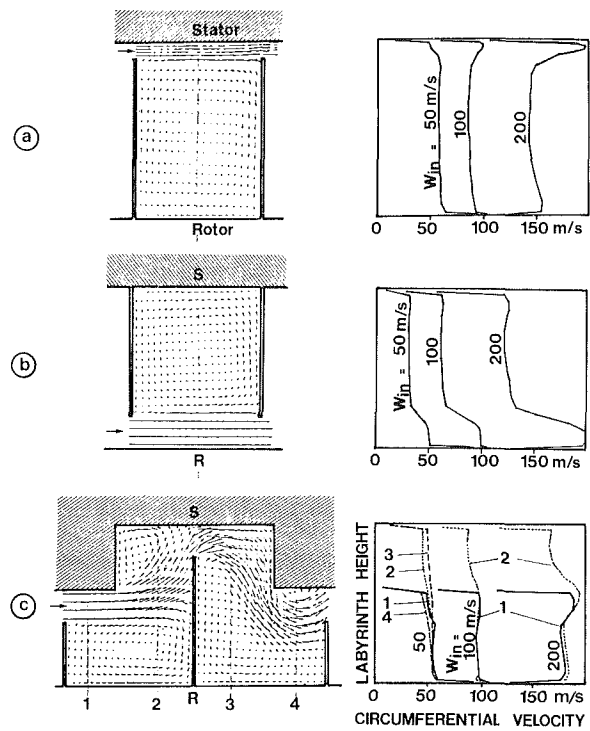 Stator
a
Rotor
W_in = 50 m/s
100
200
0 50 100 150 m/s
S
b
R
W_in = 50 m/s
100
200
0 50 100 150 m/s
S
c
1 2 R 3 4
LABYRINTH HEIGHT
3
2
1
4
2
1
50
W_in = 100 m/s
200
0 50 100 150 m/s
CIRCUMFERENTIAL VELOCITY